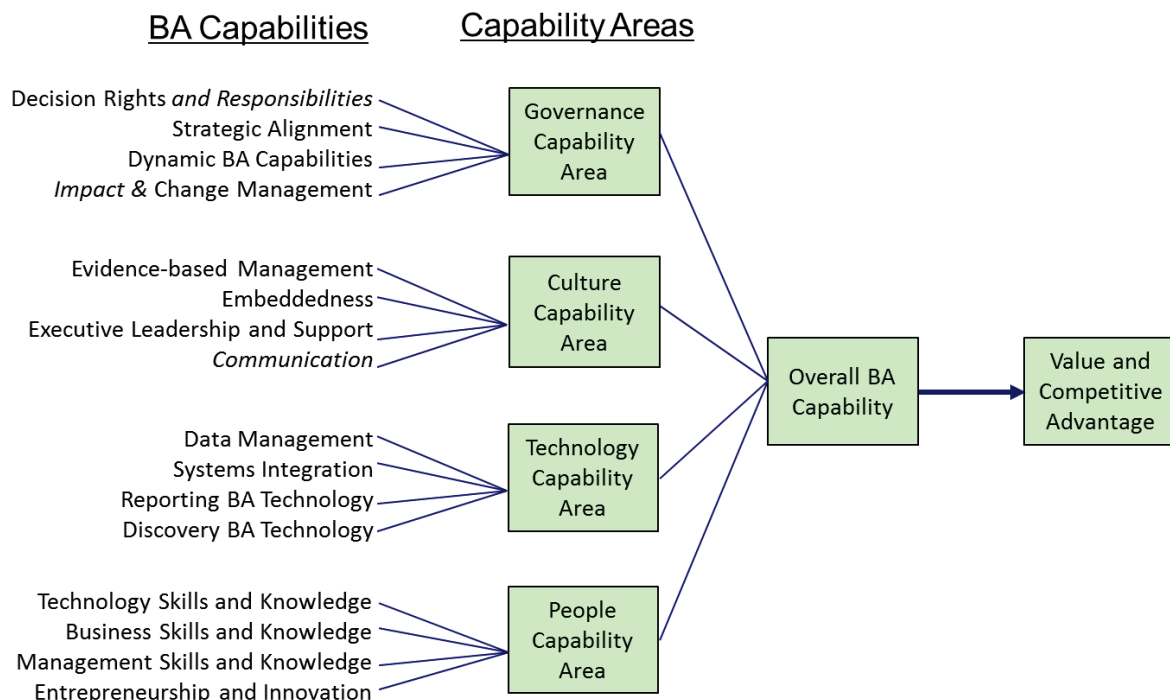 BA Capabilities
Capability Areas
Decision Rights and Responsibilities
Strategic Alignment
Dynamic BA Capabilities
Impact & Change Management
Governance
Capability
Area
Evidence-based Management
Embeddedness
Executive Leadership and Support
Communication
Culture
Capability
Area
Data Management
Systems Integration
Reporting BA Technology
Discovery BA Technology
Technology
Capability
Area
Technology Skills and Knowledge
Business Skills and Knowledge
Management Skills and Knowledge
Entrepreneurship and Innovation
People
Capability
Area
Overall BA
Capability
Value and
Competitive
Advantage